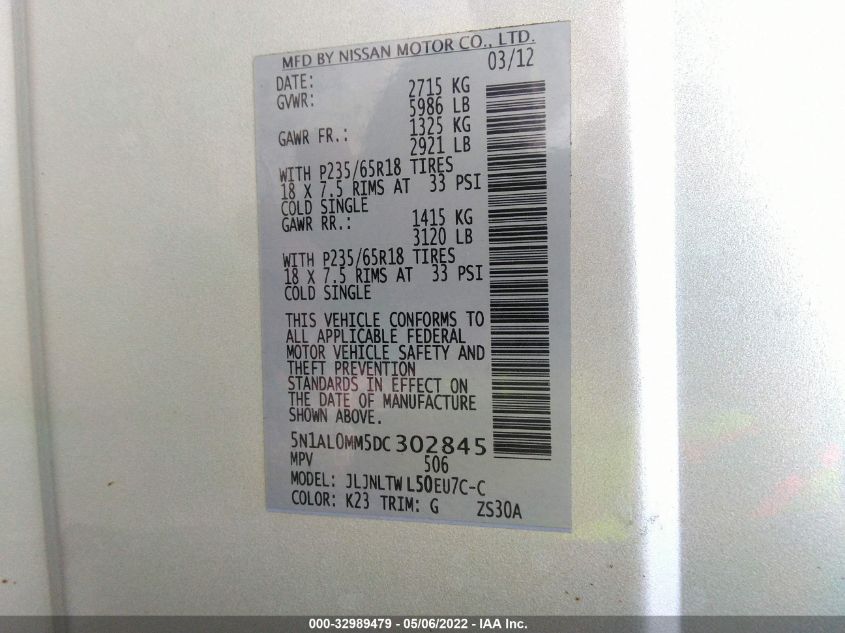 MFD BY NISSAN MOTOR CO., LTD.
DATE: 03/12
GVWR: 2715 KG
5986 LB
GAWR FR.: 1325 KG
2921 LB
WITH P235/65R18 TIRES
18 X 7.5 RIMS AT 33 PSI
COLD SINGLE
GAWR RR.: 1415 KG
3120 LB
WITH P235/65R18 TIRES
18 X 7.5 RIMS AT 33 PSI
COLD SINGLE
THIS VEHICLE CONFORMS TO
ALL APPLICABLE FEDERAL
MOTOR VEHICLE SAFETY AND
THEFT PREVENTION
STANDARDS IN EFFECT ON
THE DATE OF MANUFACTURE
SHOWN ABOVE.
5N1AL0MM5DC302845
MPV 506
MODEL: JLJNLTWL50EU7C-C
COLOR: K23 TRIM: G ZS30A
000-32989479 - 05/06/2022 - IAA Inc.